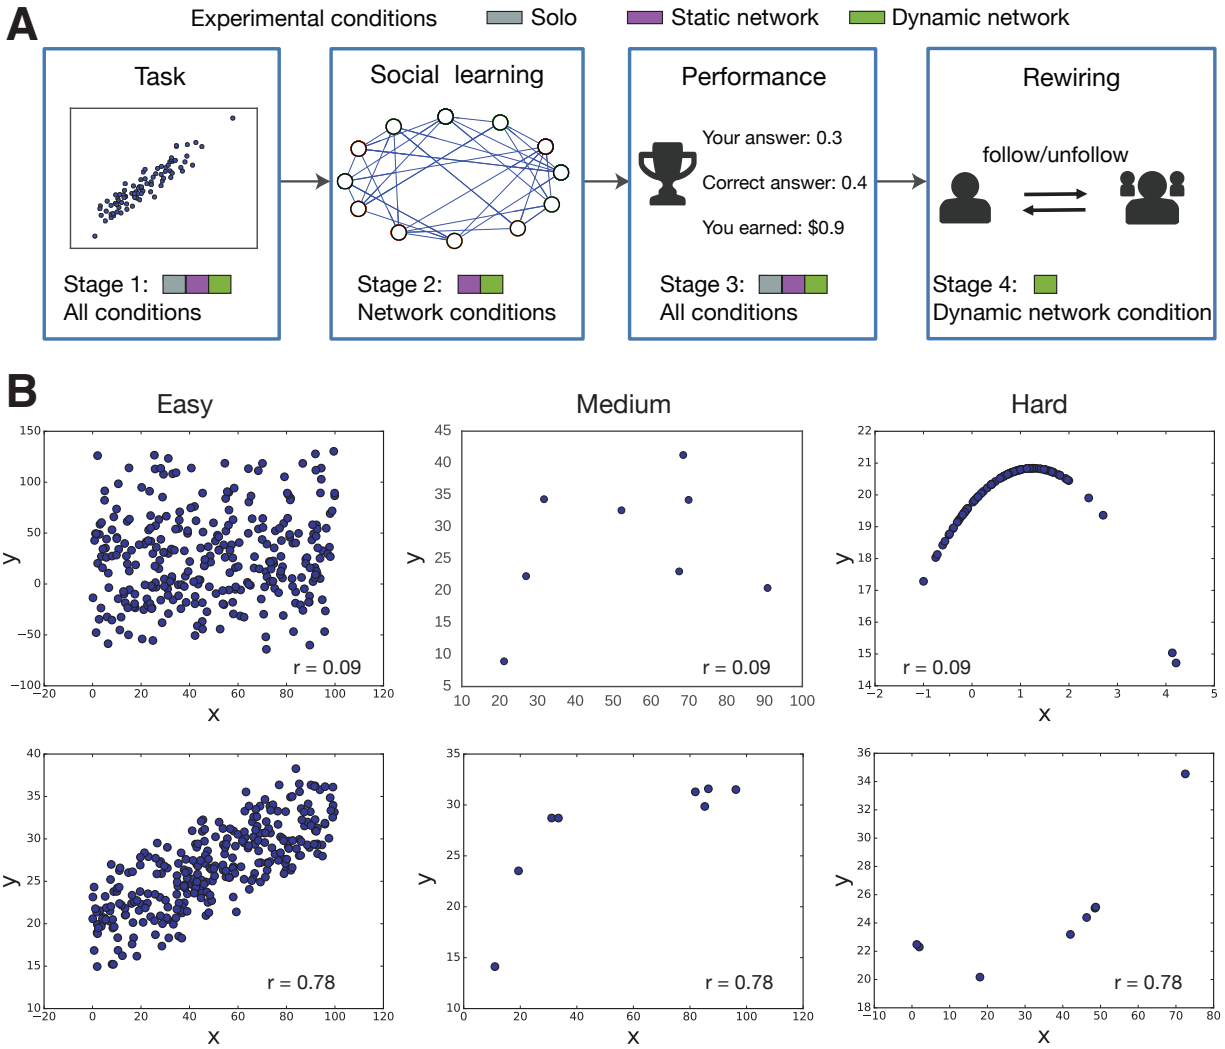 A
Experimental conditions
Solo
Static network
Dynamic network
Task
Stage 1:
All conditions
Social learning
Stage 2:
Network conditions
Performance
Your answer: 0.3
Correct answer: 0.4
You earned: $0.9
Stage 3:
All conditions
Rewiring
follow/unfollow
Stage 4:
Dynamic network condition
B
Easy
Medium
Hard
150
100
50
0
−50
−100
−20 0 20 40 60 80 100 120
y
x
r = 0.09
45
40
35
30
25
20
15
10
5
10 20 30 40 50 60 70 80 90 100
y
r = 0.09
22
21
20
19
18
17
16
15
14
−2 −1 0 1 2 3 4 5
y
x
r = 0.09
40
35
30
25
20
15
10
−20 0 20 40 60 80 100 120
y
x
r = 0.78
35
30
25
20
15
10
0 20 40 60 80 100 120
y
x
r = 0.78
36
34
32
30
28
26
24
22
20
18
−10 0 10 20 30 40 50 60 70 80
y
x
r = 0.78